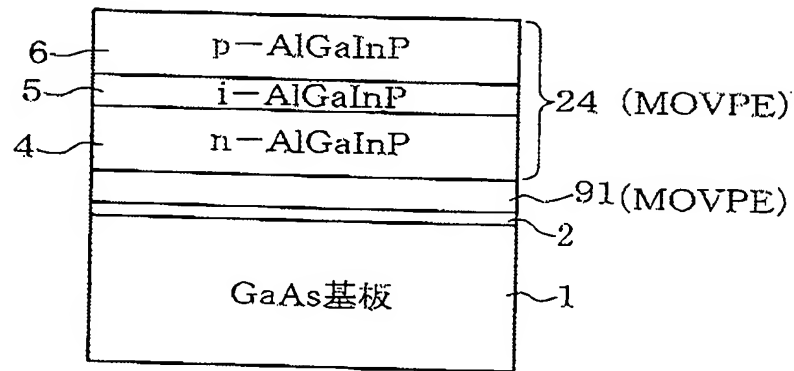 6 p-AlGaInP
5 i-AlGaInP 24 (MOVPE)
4 n-AlGaInP
91(MOVPE)
2
GaAs基板 1